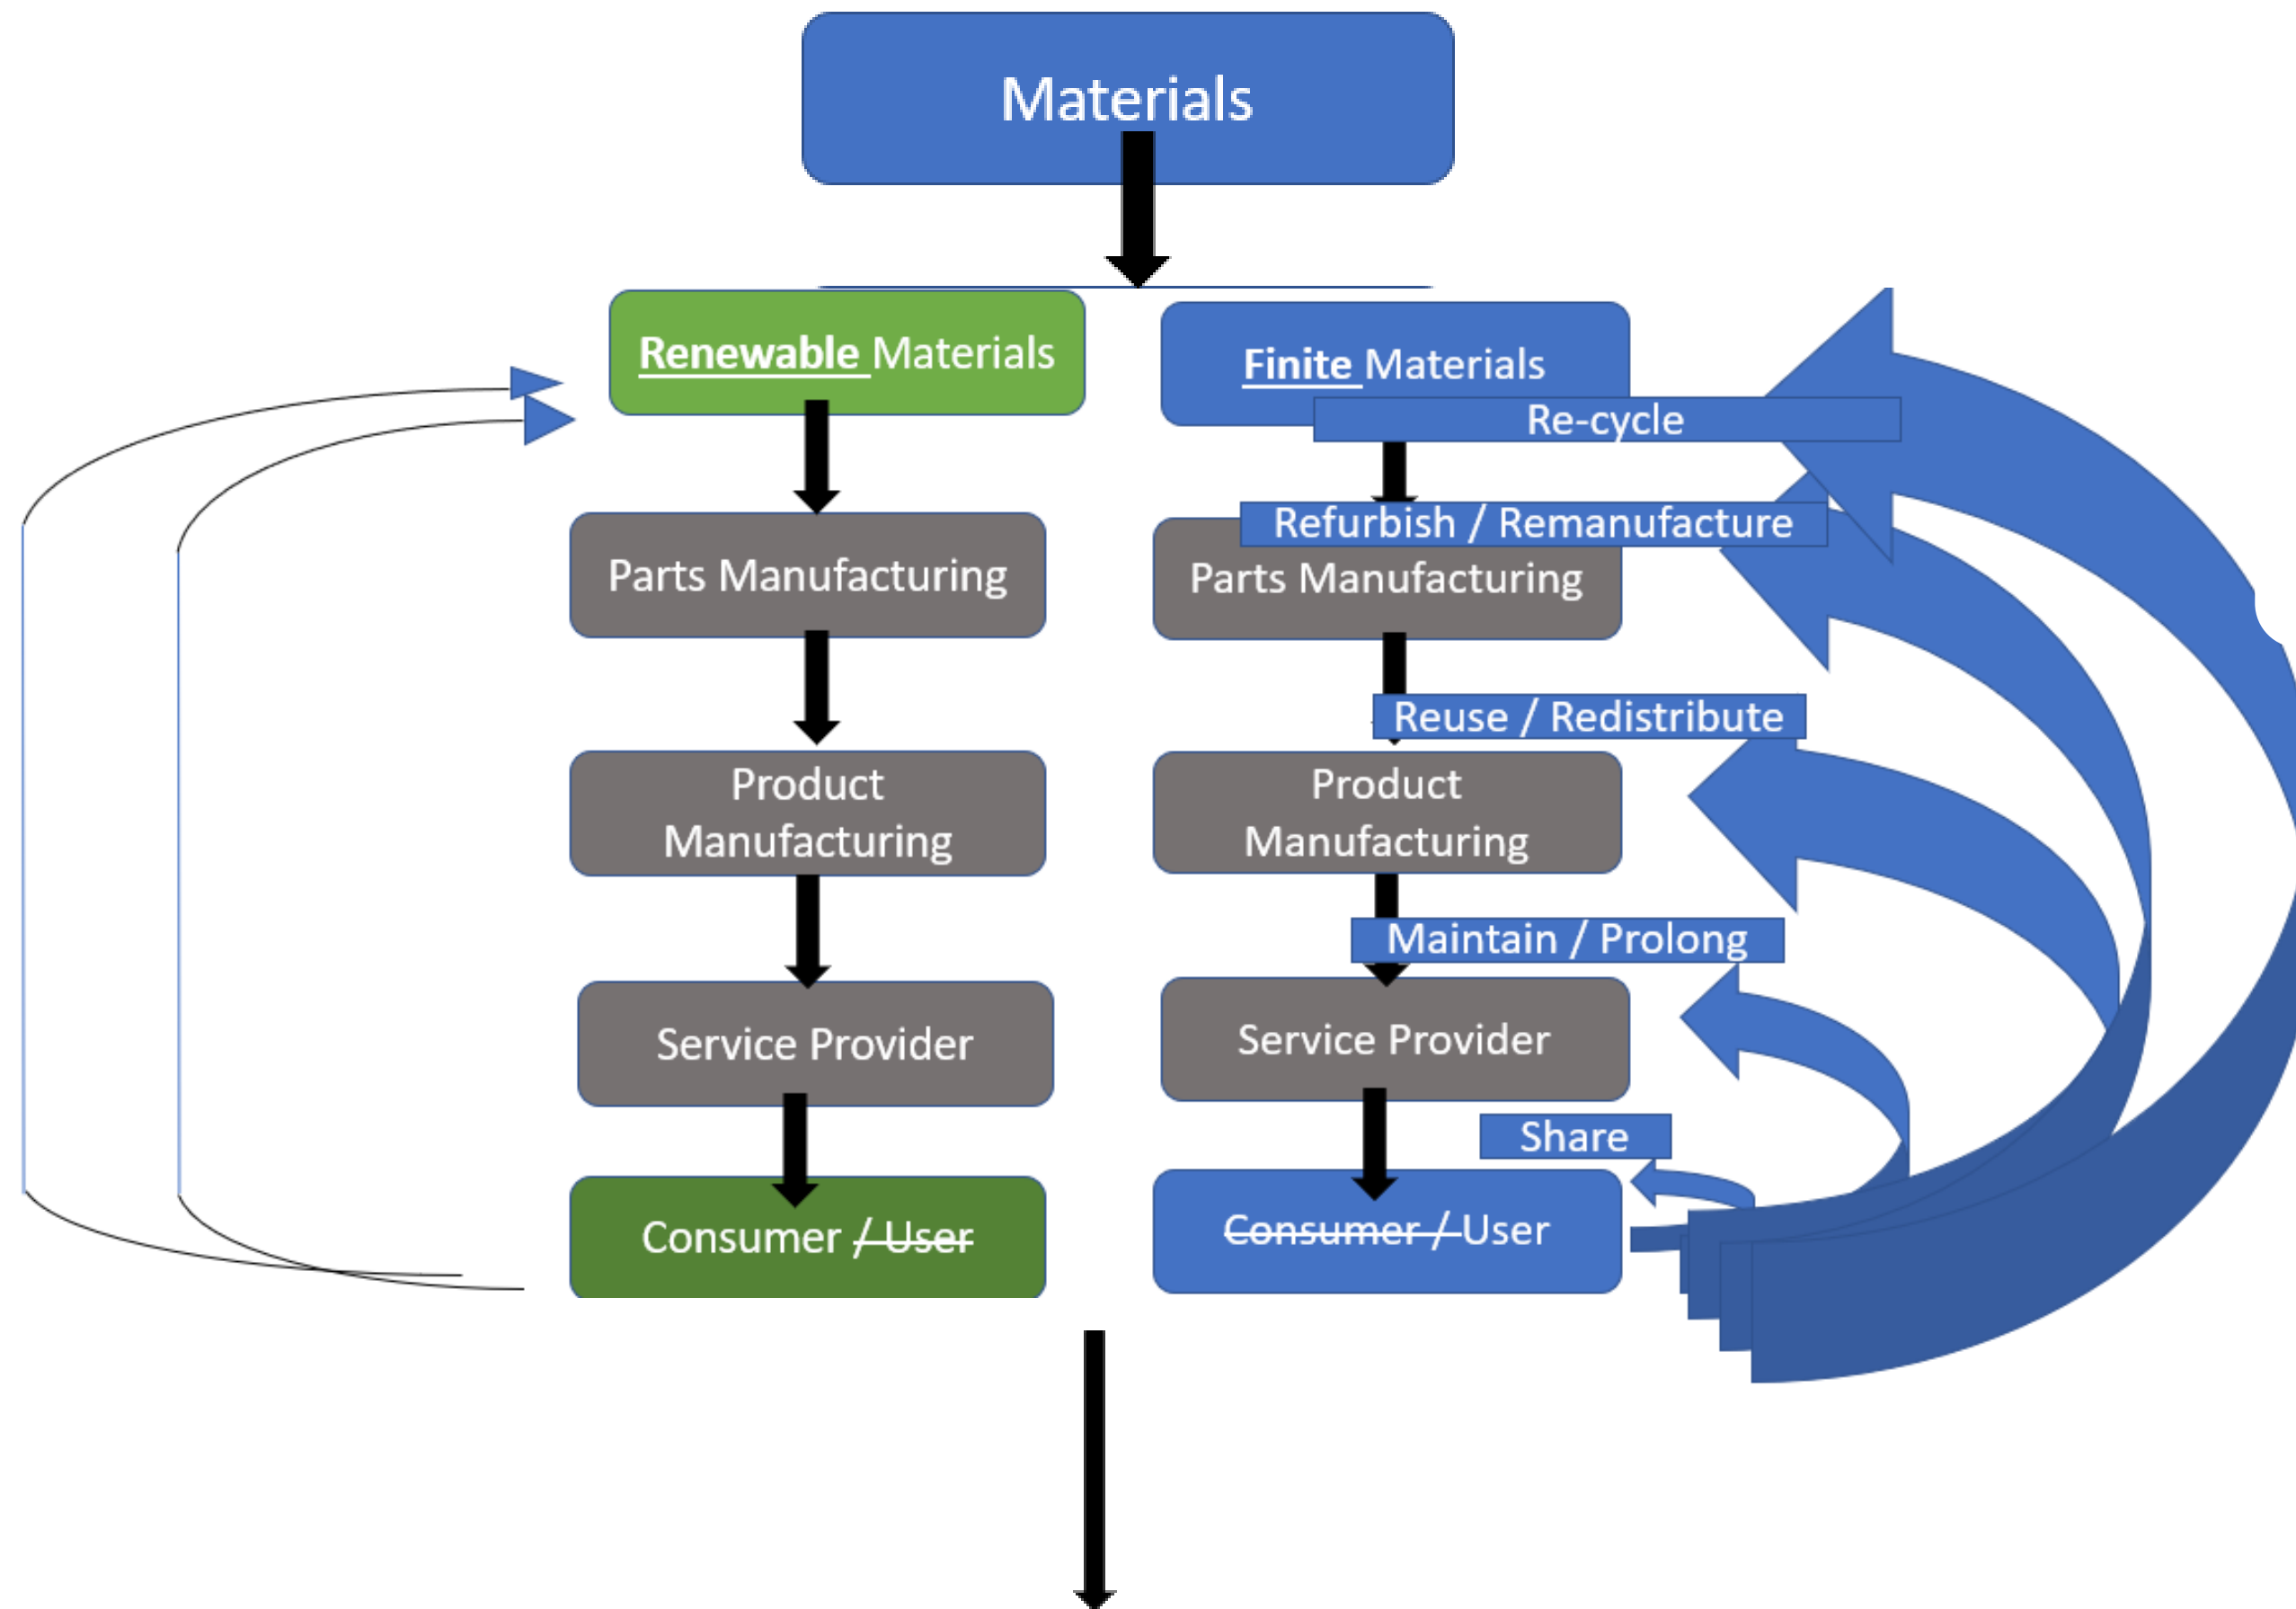 Materials
Renewable Materials
Finite Materials
Re-cycle
Refurbish / Remanufacture
Parts Manufacturing
Parts Manufacturing
Reuse / Redistribute
Product
Manufacturing
Product
Manufacturing
Maintain / Prolong
Service Provider
Service Provider
Share
Consumer / User
Consumer / User